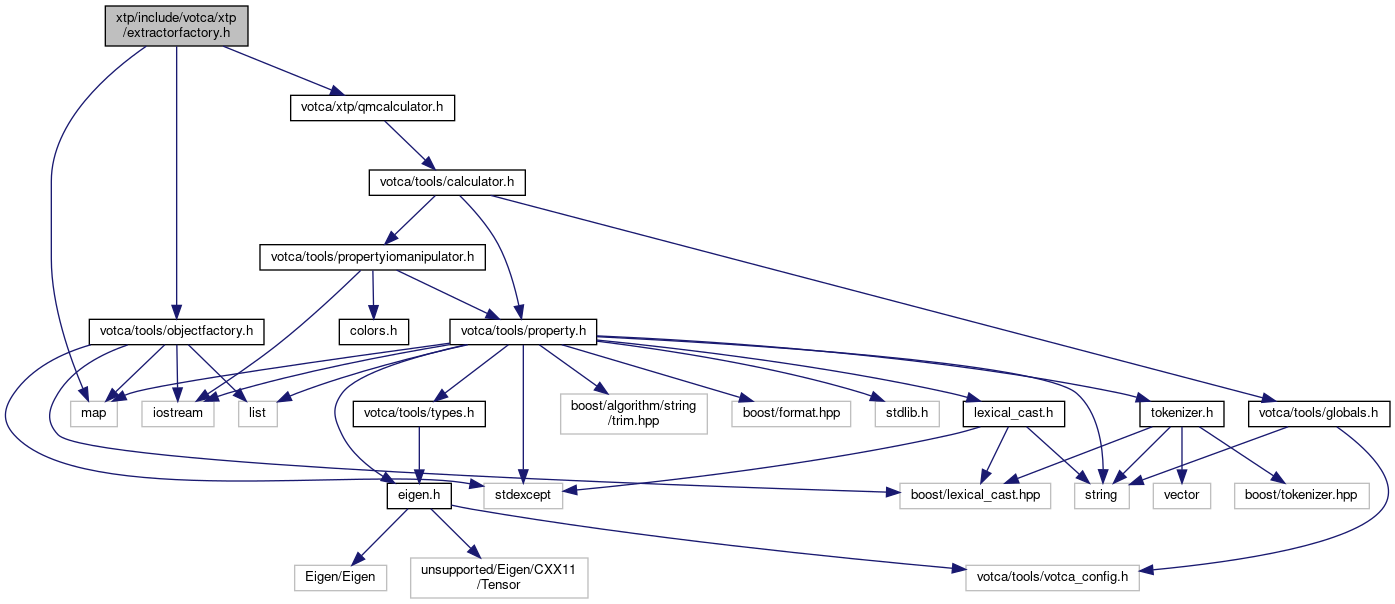 xtp/include/votca/xtp
/extractorfactory.h
votca/xtp/qmcalculator.h
votca/tools/calculator.h
votca/tools/propertyiomanipulator.h
votca/tools/objectfactory.h
colors.h
votca/tools/property.h
map
iostream
list
votca/tools/types.h
boost/algorithm/string
/trim.hpp
boost/format.hpp
stdlib.h
lexical_cast.h
tokenizer.h
votca/tools/globals.h
eigen.h
stdexcept
boost/lexical_cast.hpp
string
vector
boost/tokenizer.hpp
Eigen/Eigen
unsupported/Eigen/CXX11
/Tensor
votca/tools/votca_config.h